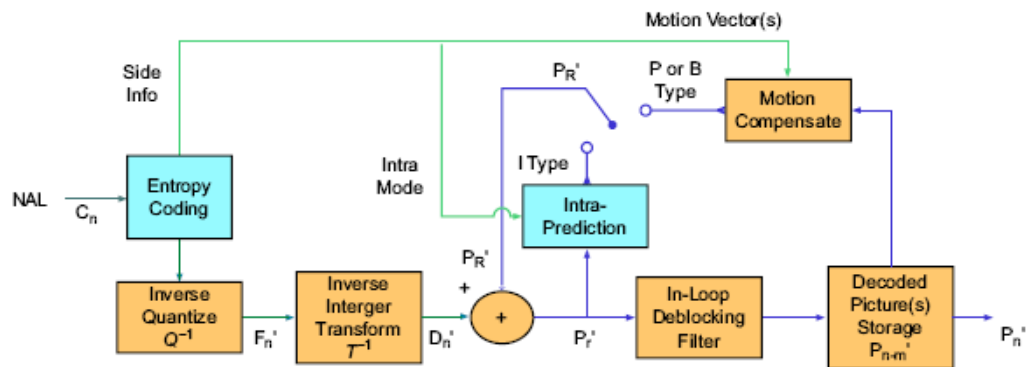 Motion Vector(s)
Side
Info
P_R'
P or B
Type
Motion
Compensate
I Type
Intra
Mode
NAL
C_n
Entropy
Coding
Intra-
Prediction
P_R'
+
Inverse
Quantize
Q⁻¹
F_n'
Inverse
Interger
Transform
T⁻¹
D_n'
+
P_r'
In-Loop
Deblocking
Filter
Decoded
Picture(s)
Storage
P_n-m'
P_n'